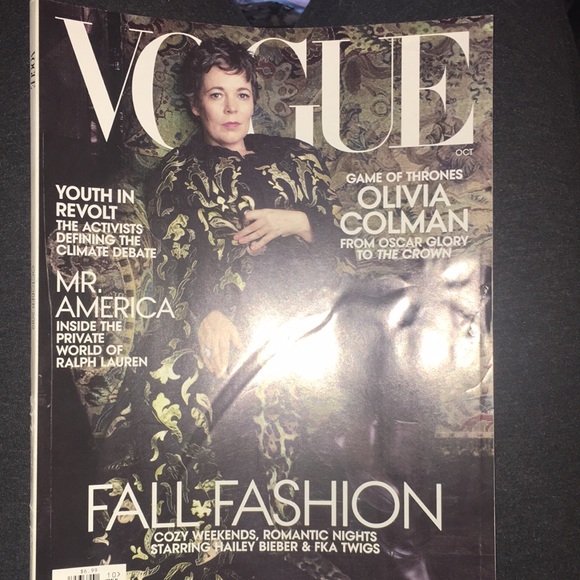 VOGUE
OCT
YOUTH IN
REVOLT
THE ACTIVISTS
DEFINING THE
CLIMATE DEBATE
MR.
AMERICA
INSIDE THE
PRIVATE
WORLD OF
RALPH LAUREN
GAME OF THRONES
OLIVIA
COLMAN
FROM OSCAR GLORY
TO THE CROWN
FALL FASHION
COZY WEEKENDS, ROMANTIC NIGHTS
STARRING HAILEY BIEBER & FKA TWIGS
VOGUE
10>